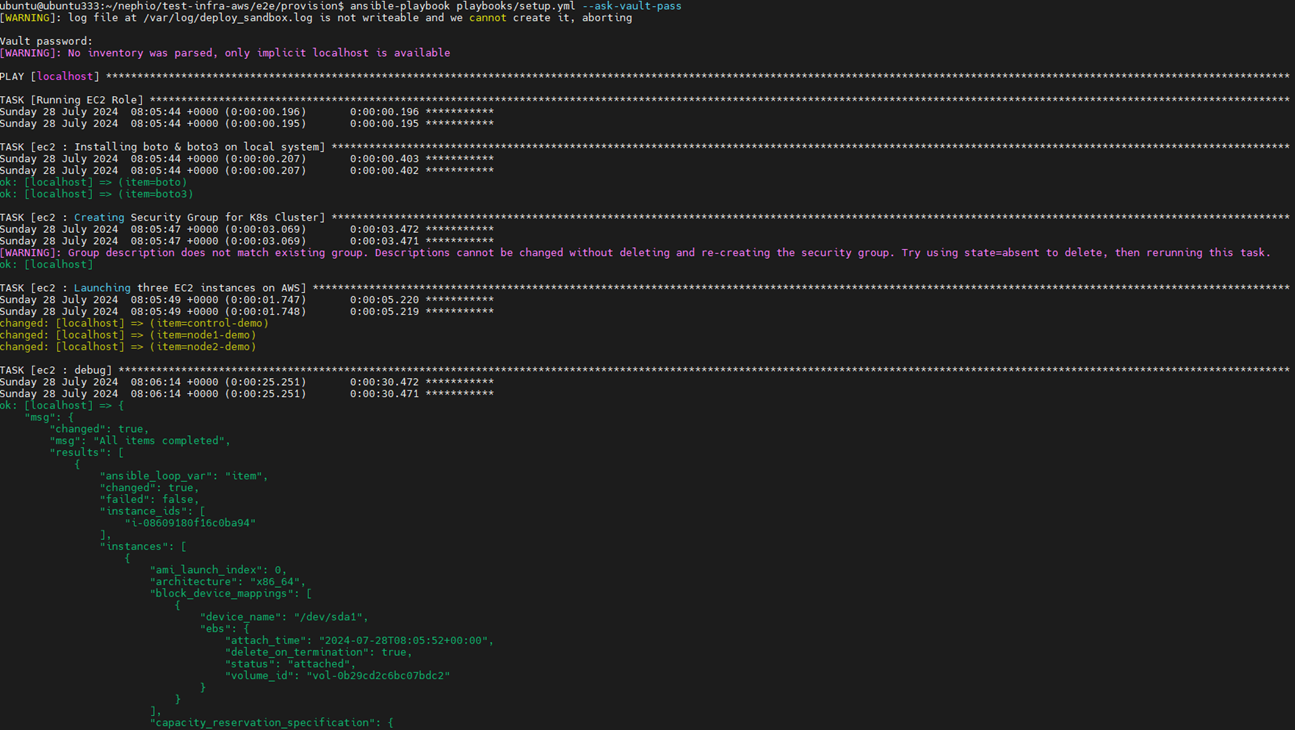 ubuntu@ubuntu333:~/nephio/test-infra-aws/e2e/provision$ ansible-playbook playbooks/setup.yml --ask-vault-pass
[WARNING]: log file at /var/log/deploy_sandbox.log is not writeable and we cannot create it, aborting
Vault password:
[WARNING]: No inventory was parsed, only implicit localhost is available
PLAY [localhost] ***********************************************************************************************************************************************************************************************
TASK [Running EC2 Role] ****************************************************************************************************************************************************************************************
Sunday 28 July 2024  08:05:44 +0000 (0:00:00.196)       0:00:00.196 ***********
Sunday 28 July 2024  08:05:44 +0000 (0:00:00.195)       0:00:00.195 ***********
TASK [ec2 : Installing boto & boto3 on local system] ***********************************************************************************************************************************************************
Sunday 28 July 2024  08:05:44 +0000 (0:00:00.207)       0:00:00.403 ***********
Sunday 28 July 2024  08:05:44 +0000 (0:00:00.207)       0:00:00.402 ***********
ok: [localhost] => (item=boto)
ok: [localhost] => (item=boto3)
TASK [ec2 : Creating Security Group for K8s Cluster] ***********************************************************************************************************************************************************
Sunday 28 July 2024  08:05:47 +0000 (0:00:03.069)       0:00:03.472 ***********
Sunday 28 July 2024  08:05:47 +0000 (0:00:03.069)       0:00:03.471 ***********
[WARNING]: Group description does not match existing group. Descriptions cannot be changed without deleting and re-creating the security group. Try using state=absent to delete, then rerunning this task.
ok: [localhost]
TASK [ec2 : Launching three EC2 instances on AWS] **************************************************************************************************************************************************************
Sunday 28 July 2024  08:05:49 +0000 (0:00:01.747)       0:00:05.220 ***********
Sunday 28 July 2024  08:05:49 +0000 (0:00:01.748)       0:00:05.219 ***********
changed: [localhost] => (item=control-demo)
changed: [localhost] => (item=node1-demo)
changed: [localhost] => (item=node2-demo)
TASK [ec2 : debug] *********************************************************************************************************************************************************************************************
Sunday 28 July 2024  08:06:14 +0000 (0:00:25.251)       0:00:30.472 ***********
Sunday 28 July 2024  08:06:14 +0000 (0:00:25.251)       0:00:30.471 ***********
ok: [localhost] => {
    "msg": {
        "changed": true,
        "msg": "All items completed",
        "results": [
            {
                "ansible_loop_var": "item",
                "changed": true,
                "failed": false,
                "instance_ids": [
                    "i-08609180f16c0ba94"
                ],
                "instances": [
                    {
                        "ami_launch_index": 0,
                        "architecture": "x86_64",
                        "block_device_mappings": [
                            {
                                "device_name": "/dev/sda1",
                                "ebs": {
                                    "attach_time": "2024-07-28T08:05:52+00:00",
                                    "delete_on_termination": true,
                                    "status": "attached",
                                    "volume_id": "vol-0b29cd2c6bc07bdc2"
                                }
                            }
                        ],
                        "capacity_reservation_specification": {